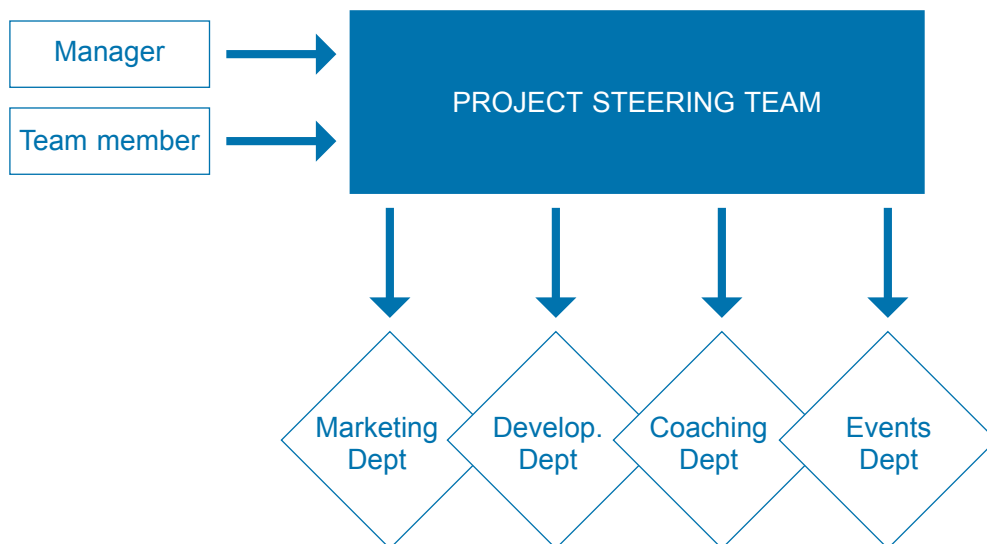 Manager
PROJECT STEERING TEAM
Team member
Marketing
Dept
Develop.
Dept
Coaching
Dept
Events
Dept